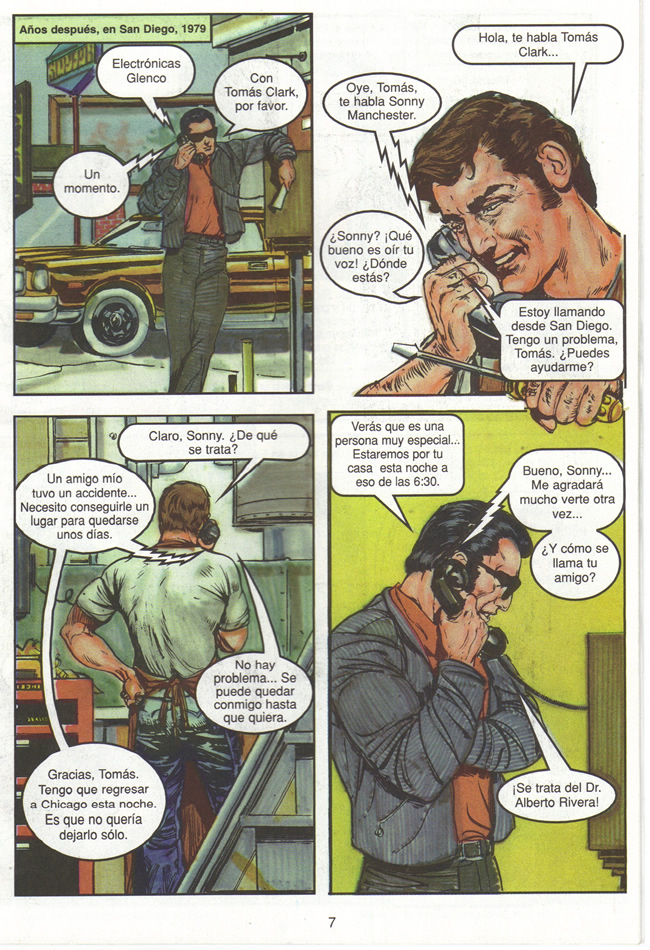 Años después, en San Diego, 1979
Electrónicas
Glenco
Con
Tomás Clark,
por favor.
Un
momento.
Hola, te habla Tomás
Clark...
Oye, Tomás,
te habla Sonny
Manchester.
¿Sonny? ¡Qué
bueno es oír tu
voz! ¿Dónde
estás?
Estoy llamando
desde San Diego.
Tengo un problema,
Tomás. ¿Puedes
ayudarme?
Claro, Sonny. ¿De qué
se trata?
Un amigo mío
tuvo un accidente...
Necesito conseguirle un
lugar para quedarse
unos días.
No hay
problema... Se
puede quedar
conmigo hasta
que quiera.
Gracias, Tomás.
Tengo que regresar
a Chicago esta noche.
Es que no quería
dejarlo sólo.
Verás que es una
persona muy especial...
Estaremos por tu
casa esta noche a
eso de las 6:30.
Bueno, Sonny...
Me agradará
mucho verte otra
vez...
¿Y cómo se
llama tu
amigo?
¡Se trata del Dr.
Alberto Rivera!
7